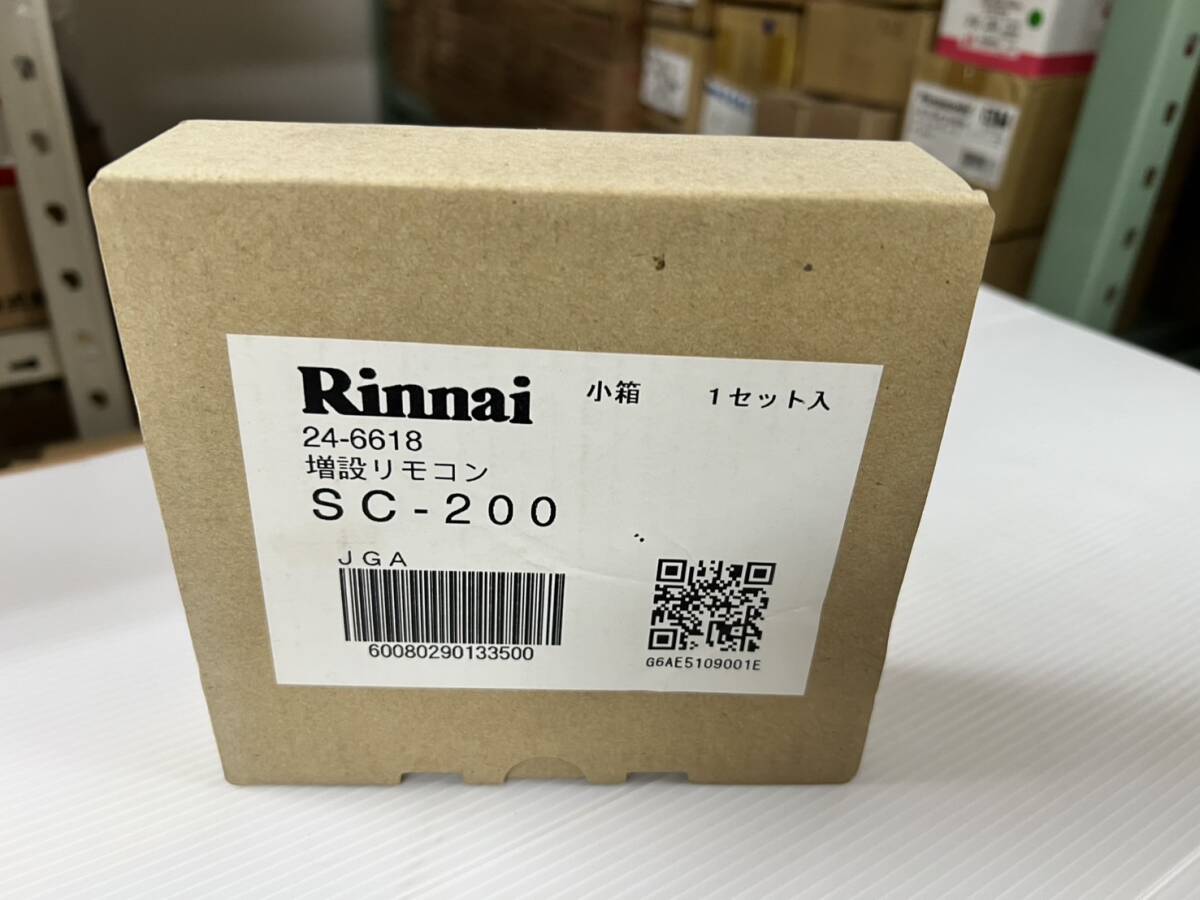 Rinnai 小箱 1セット入
24-6618
増設リモコン
SC-200
JGA
60080290133500
G6AE5109001E